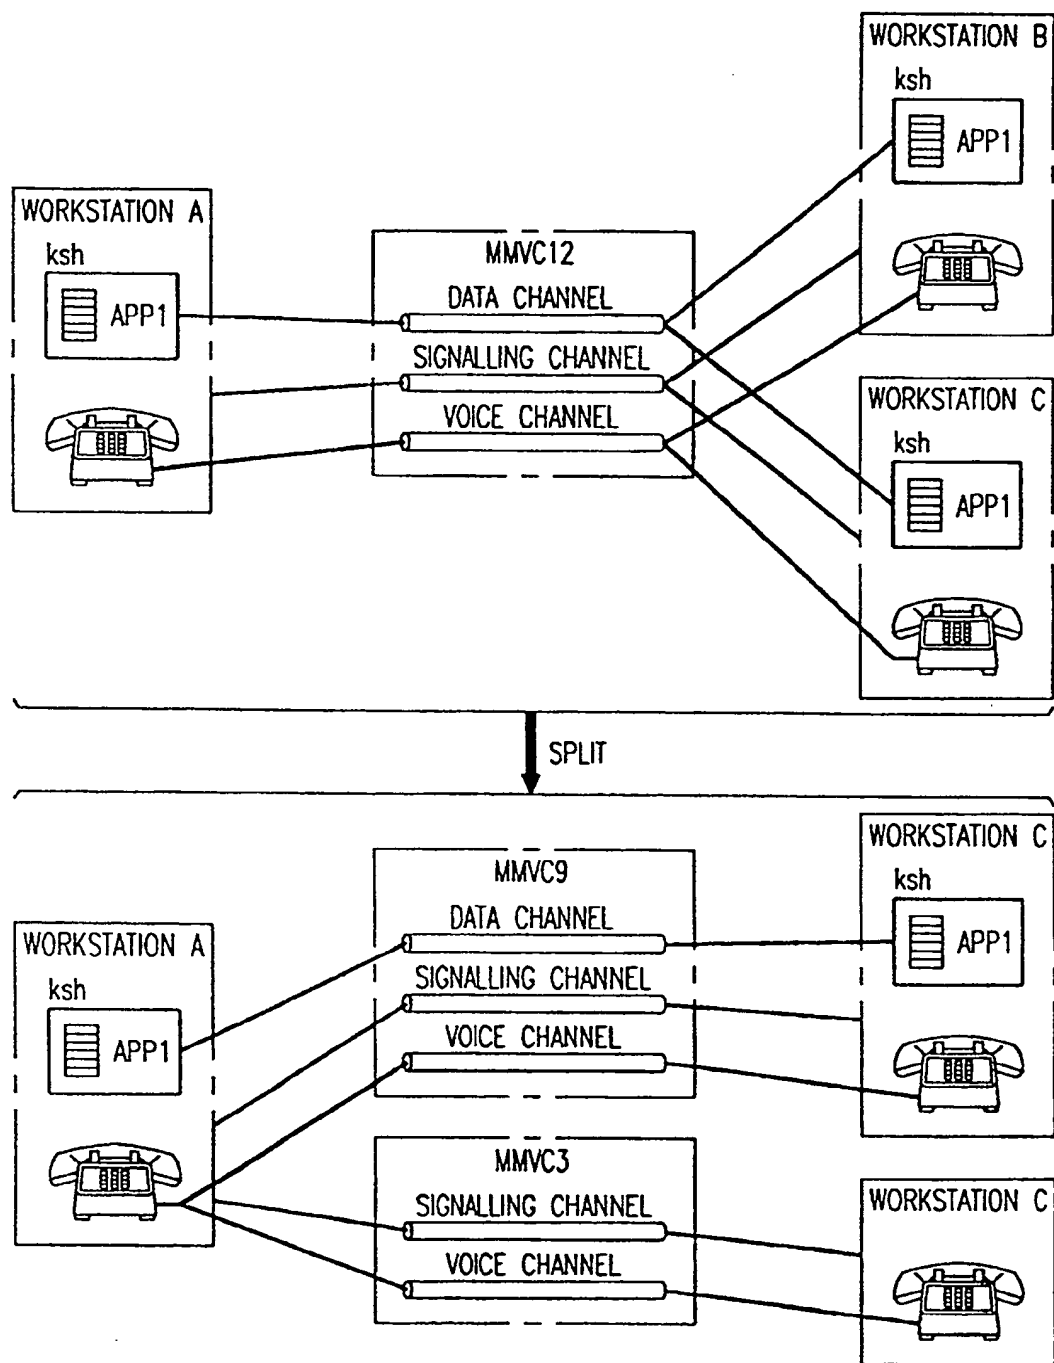 WORKSTATION B
ksh
APP1
WORKSTATION A
ksh
APP1
MMVC12
DATA CHANNEL
SIGNALLING CHANNEL
VOICE CHANNEL
WORKSTATION C
ksh
APP1
SPLIT
WORKSTATION C
ksh
APP1
MMVC9
DATA CHANNEL
SIGNALLING CHANNEL
VOICE CHANNEL
WORKSTATION A
ksh
APP1
MMVC3
SIGNALLING CHANNEL
VOICE CHANNEL
WORKSTATION C